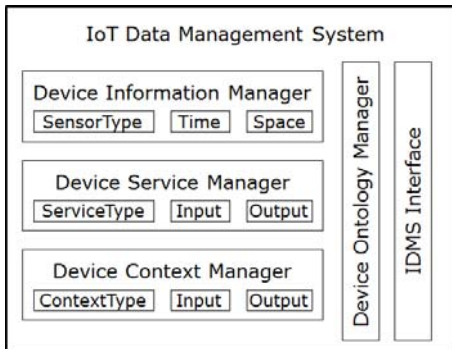 IoT Data Management System
Device Information Manager
SensorType Time Space
Device Service Manager
ServiceType Input Output
Device Context Manager
ContextType Input Output
Device Ontology Manager
IDMS Interface